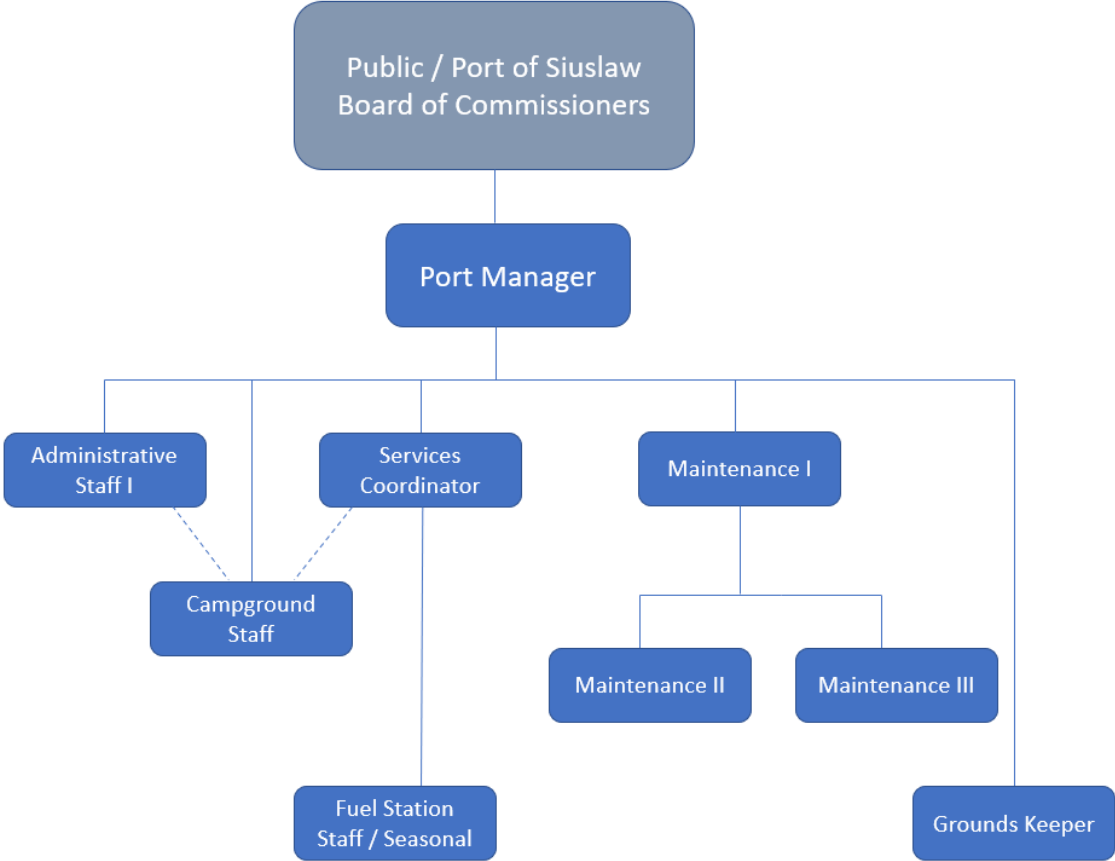 Public / Port of Siuslaw
Board of Commissioners
Port Manager
Administrative
Staff I
Services
Coordinator
Maintenance I
Campground
Staff
Maintenance II
Maintenance III
Fuel Station
Staff / Seasonal
Grounds Keeper